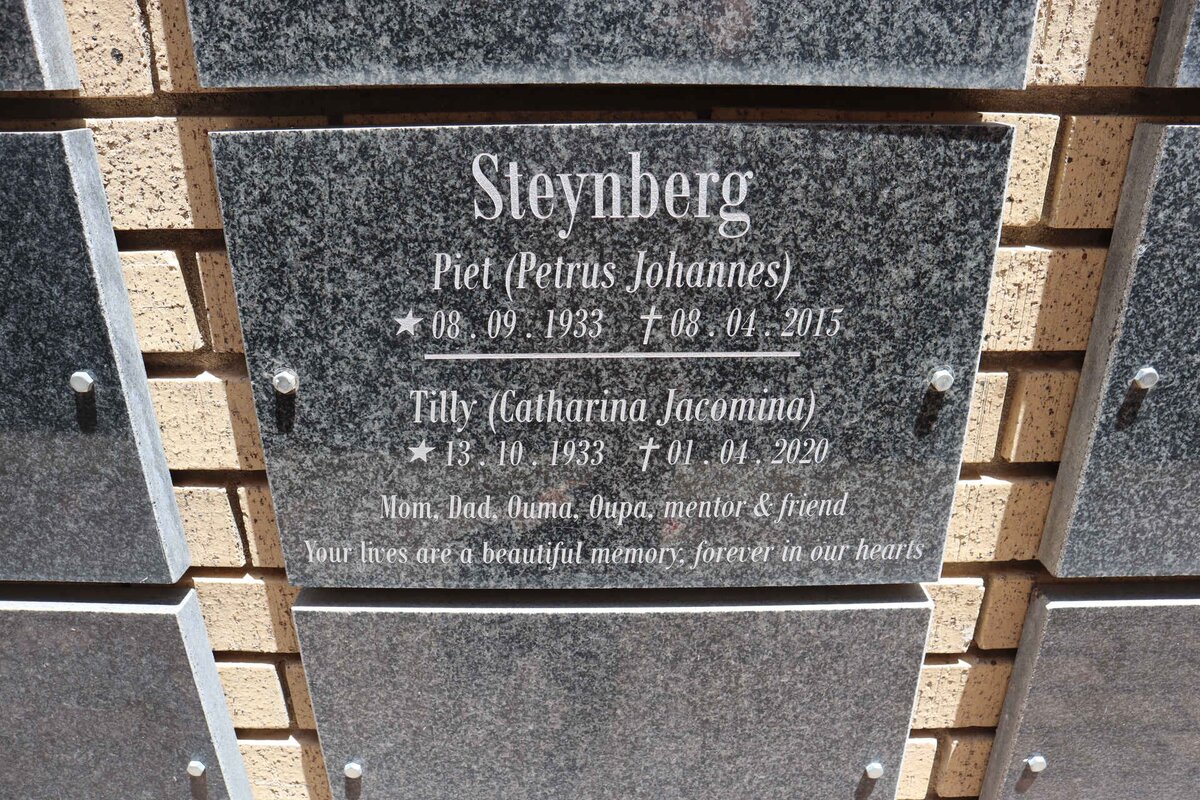 Steynberg
Piet (Petrus Johannes)
★ 08 . 09 . 1933 † 08 . 04 . 2015
Tilly (Catharina Jacomina)
★ 13 . 10 . 1933 † 01 . 04 . 2020
Mom, Dad, Ouma, Oupa, mentor & friend
Your lives are a beautiful memory, forever in our hearts